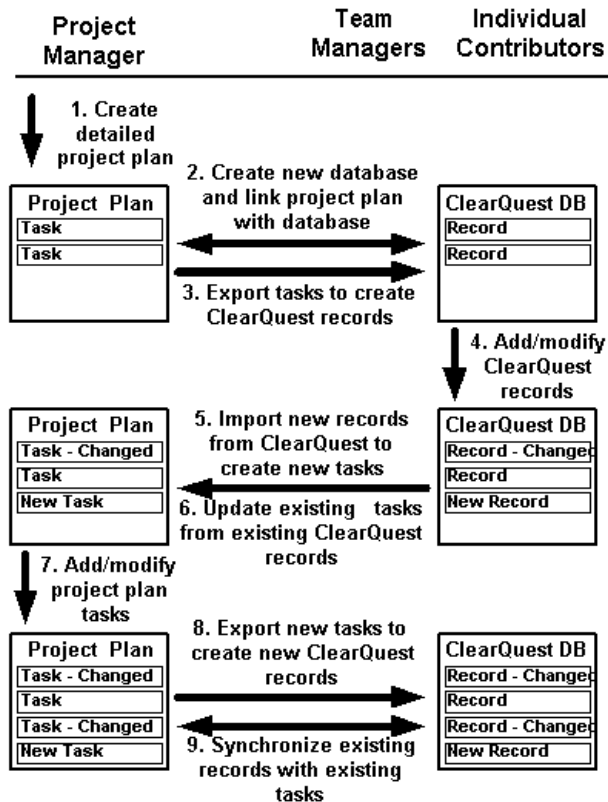 Project
Manager
Team
Managers
Individual
Contributors
1. Create
detailed
project plan
2. Create new database
and link project plan
with database
Project Plan
Task
Task
ClearQuest DB
Record
Record
3. Export tasks to create
ClearQuest records
4. Add/modify
ClearQuest
records
Project Plan
Task - Changed
Task
New Task
5. Import new records
from ClearQuest to
create new tasks
6. Update existing tasks
from existing ClearQuest
records
ClearQuest DB
Record - Changed
Record
New Record
7. Add/modify
project plan
tasks
Project Plan
Task - Changed
Task
Task - Changed
New Task
8. Export new tasks to
create new ClearQuest
records
9. Synchronize existing
records with existing
tasks
ClearQuest DB
Record - Changed
Record
Record - Changed
New Record